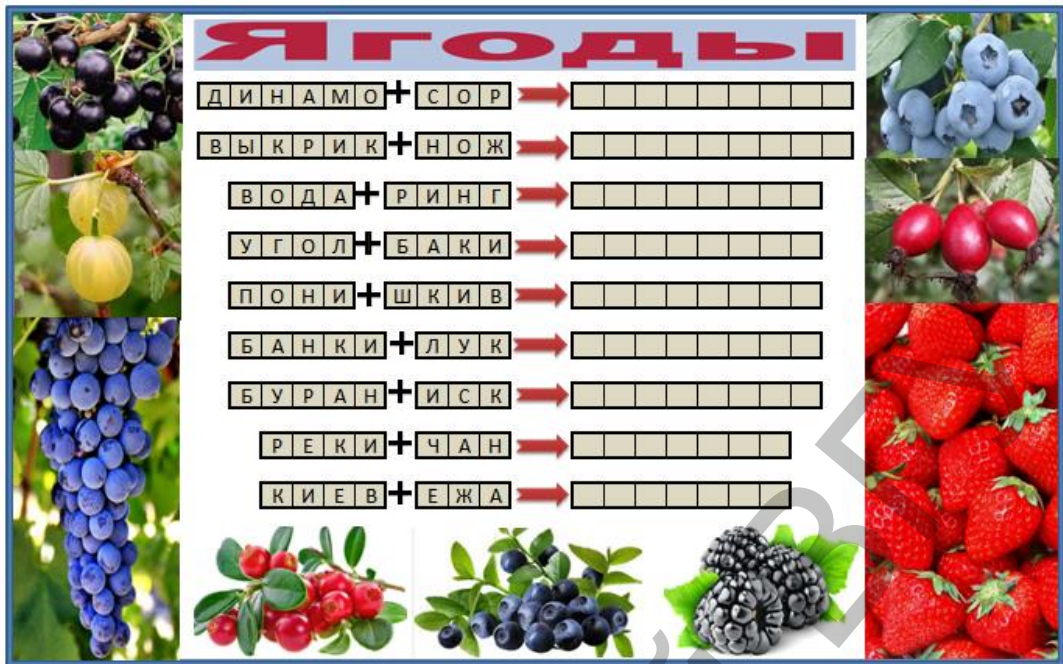 Ягоды
ДИНАМО+СОР
ВЫКРИК+НОЖ
ВОДА+РИНГ
УГОЛ+БАКИ
ПОНИ+ШКИВ
БАНКИ+ЛУК
БУРАН+ИСК
РЕКИ+ЧАН
КИЕВ+ЕЖА